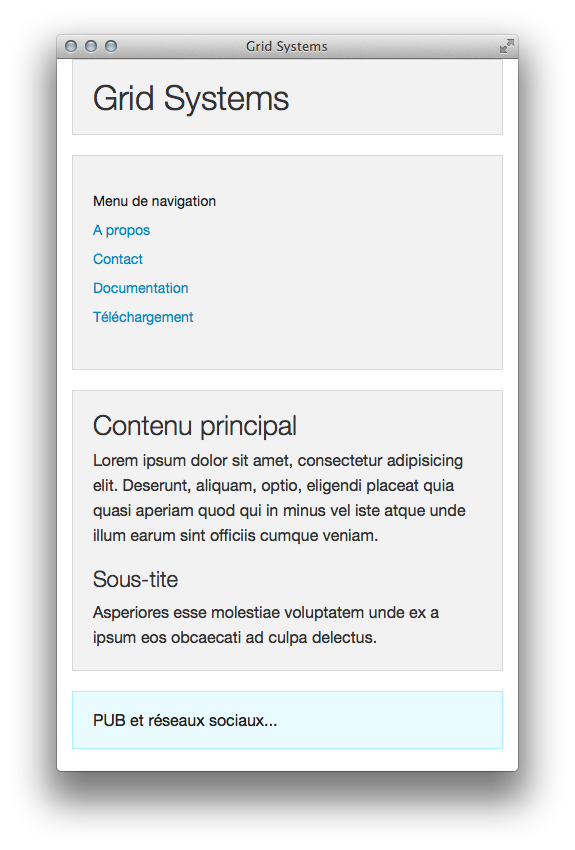 Grid Systems
Grid Systems
Menu de navigation
A propos
Contact
Documentation
Téléchargement
Contenu principal
Lorem ipsum dolor sit amet, consectetur adipisicing
elit. Deserunt, aliquam, optio, eligendi placeat quia
quasi aperiam quod qui in minus vel iste atque unde
illum earum sint officiis cumque veniam.
Sous-tite
Asperiores esse molestiae voluptatem unde ex a
ipsum eos obcaecati ad culpa delectus.
PUB et réseaux sociaux...